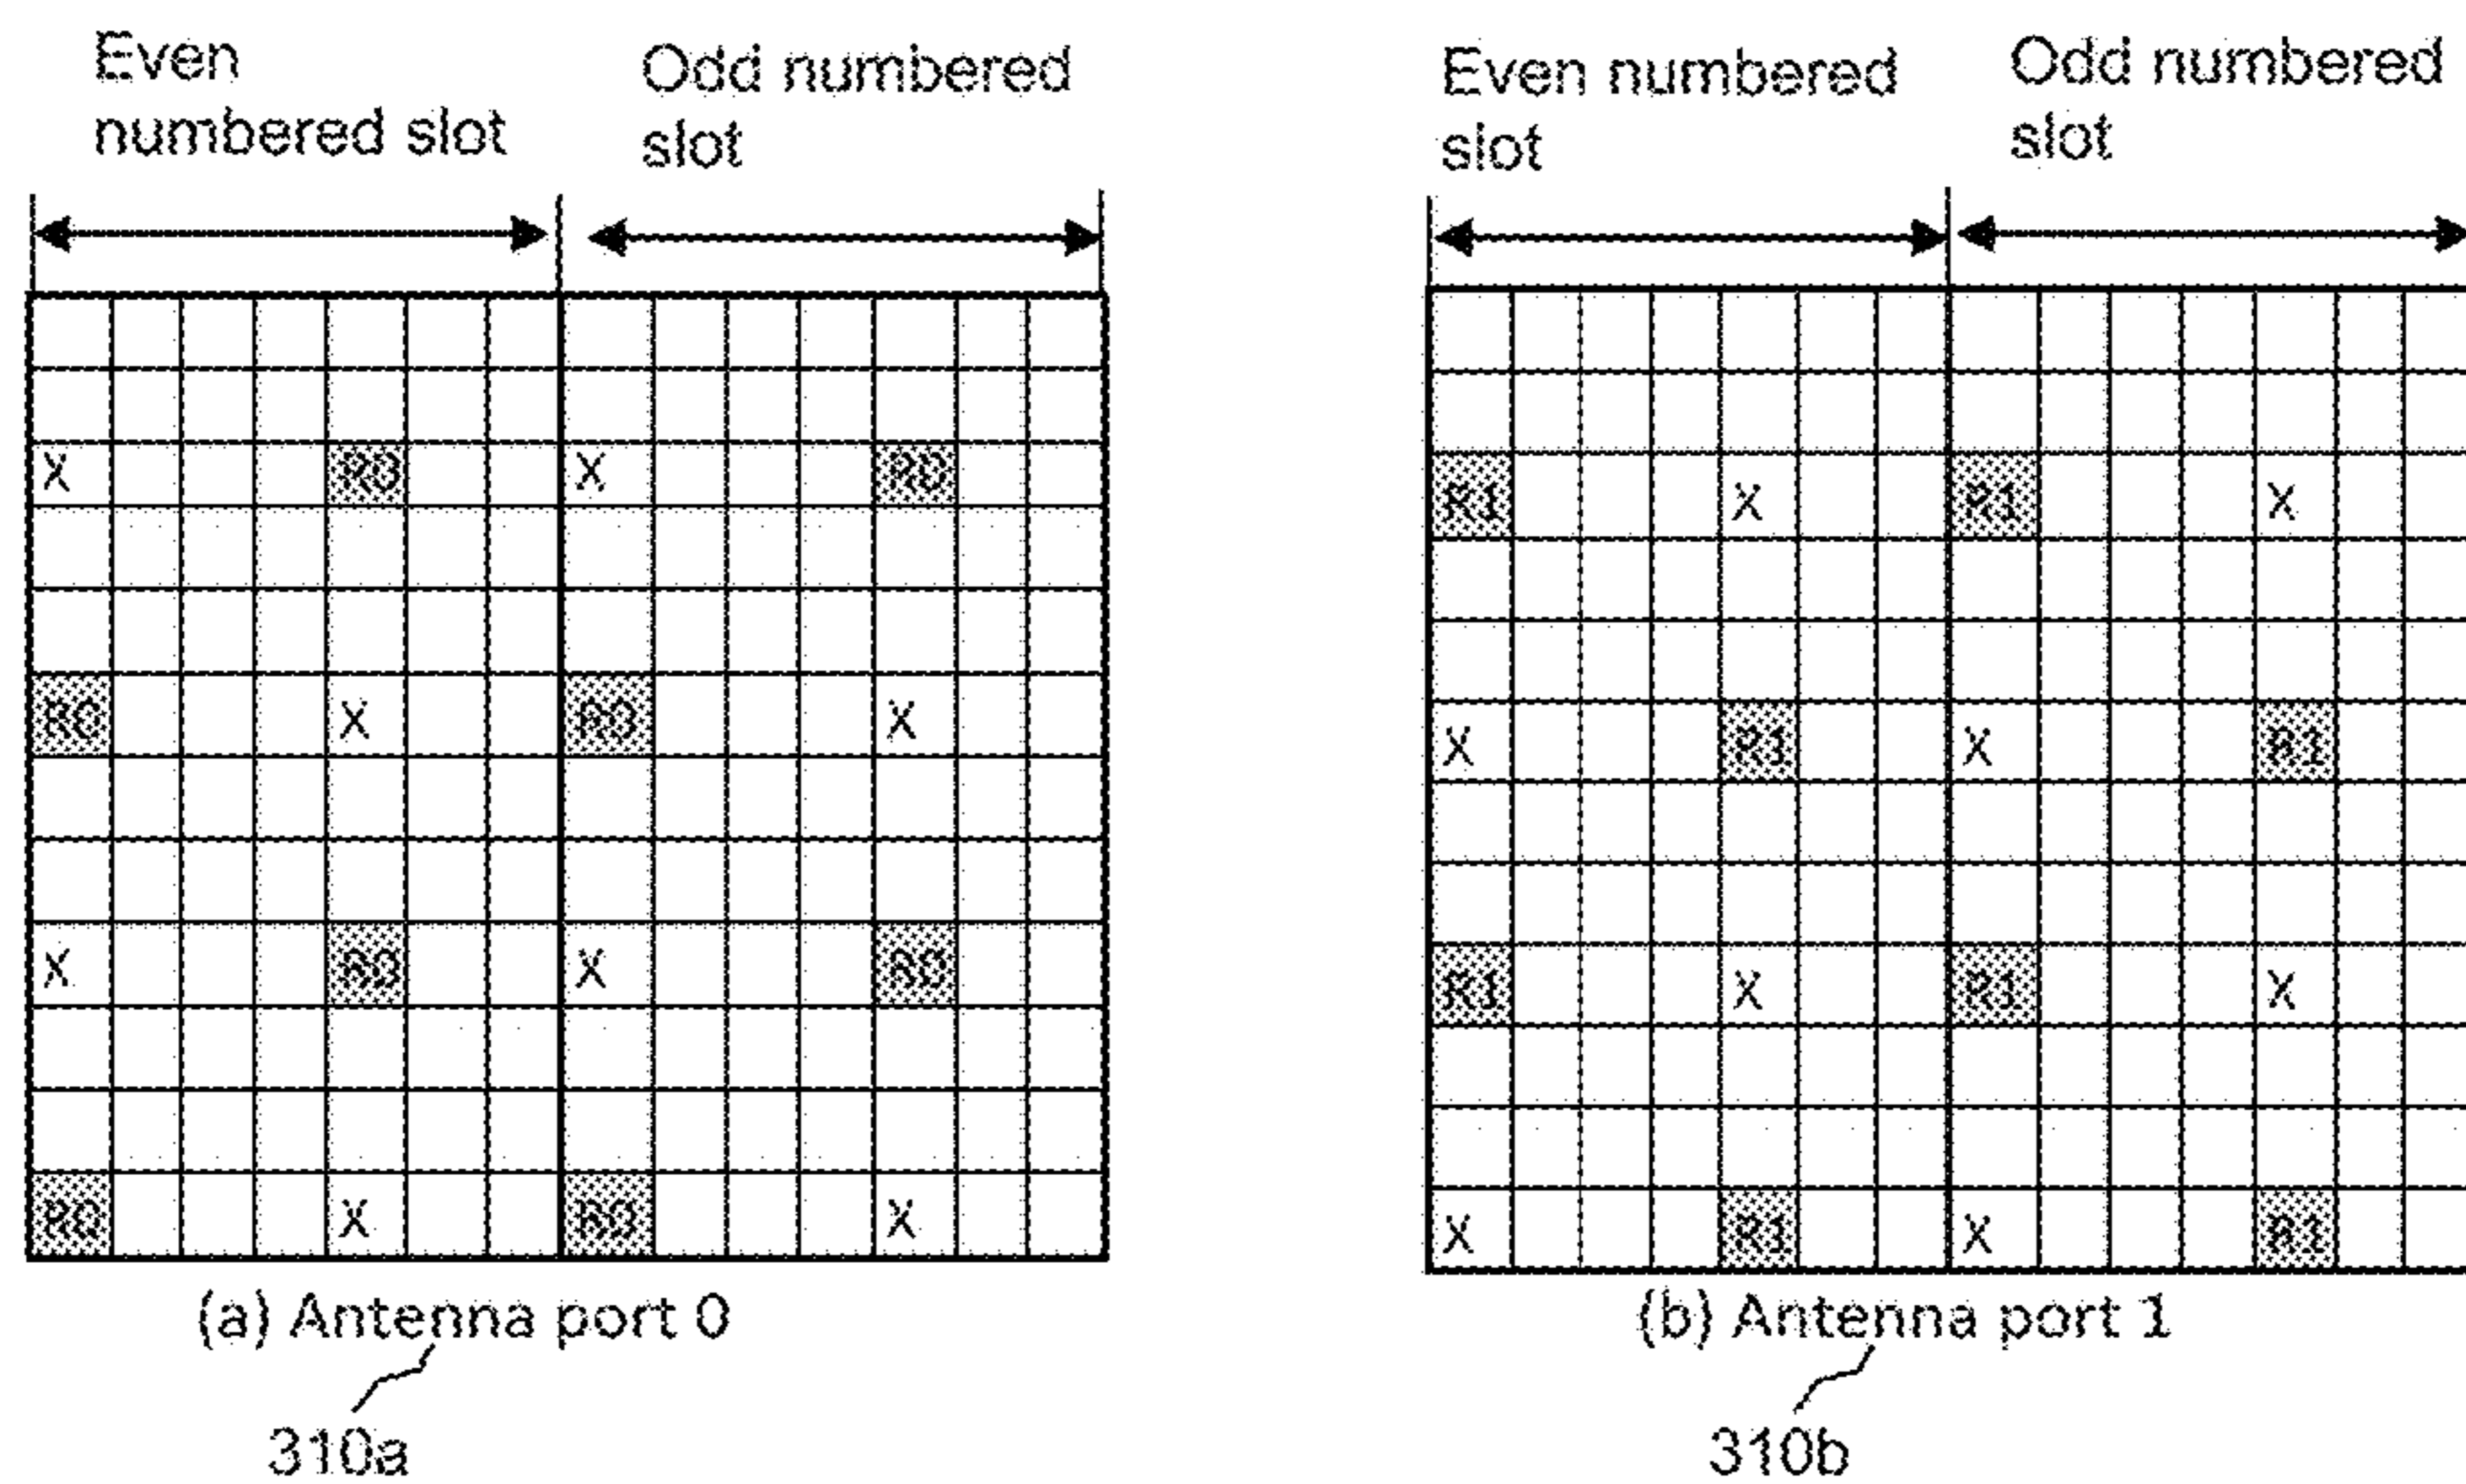 Even
numbered slot
Odd numbered
slot
Even numbered
slot
Odd numbered
slot
X R0 X R0
R0 X R0 X
X R0 X R0
R0 X R0 X
(a) Antenna port 0
310a
R1 X R1 X
X R1 X R1
R1 X R1 X
X R1 X R1
(b) Antenna port 1
310b